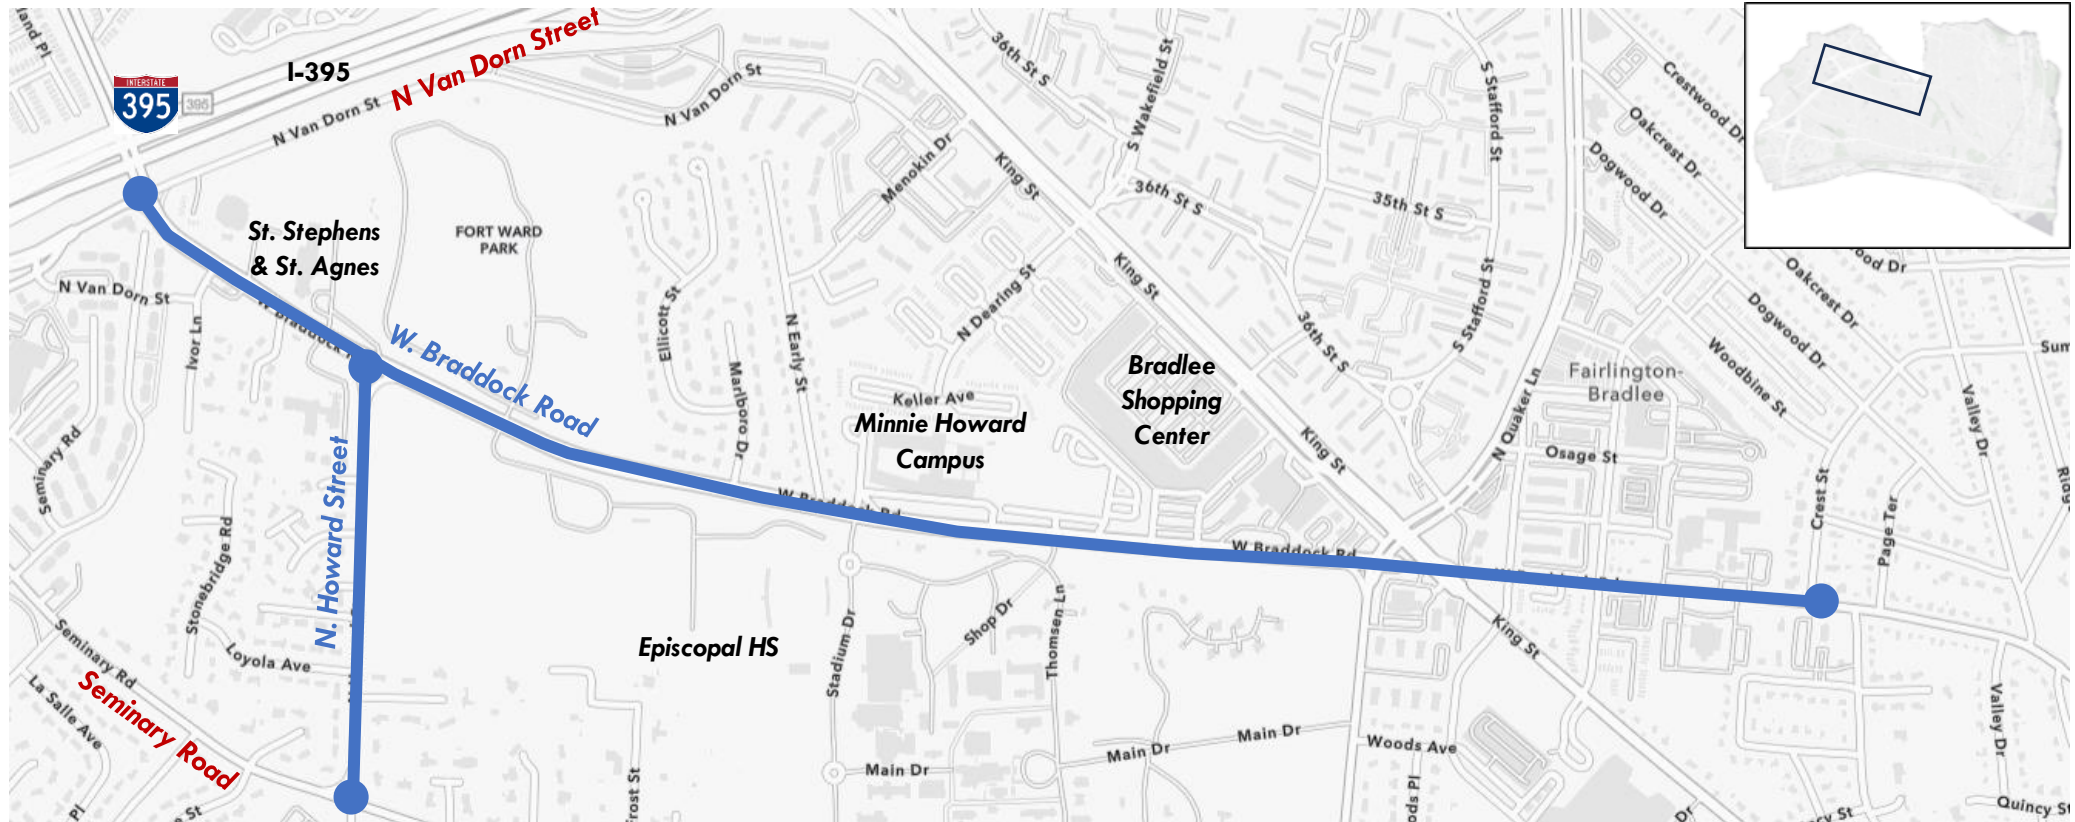 I-395
N Van Dorn Street
INTERSTATE
395
395
N Van Dorn St
N Van Dorn St
36th St S
S Wakefield St
S Stafford St
Crestwood Dr
Oakcrest Dr
Dogwood Dr
Menokin Dr
King St
36th St S
35th St S
St. Stephens
& St. Agnes
FORT WARD
PARK
N Van Dorn St
Ivor Ln
W Braddock
W. Braddock Road
Ellicott St
N Early St
Marlboro Dr
N Dearing St
King St
36th St S
S Stafford St
Oakcrest Dr
Dogwood Dr
Woodbine St
Valley Dr
Fairlington-
Bradlee
Bradlee
Shopping
Center
Keller Ave
Minnie Howard
Campus
King St
N Quaker Ln
Osage St
Crest St
Page Ter
Seminary Rd
Stonebridge Rd
N. Howard Street
W Braddock Rd
W Braddock Rd
Episcopal HS
Stadium Dr
Shop Dr
Thomsen Ln
King St
Valley Dr
Seminary Rd
Loyola Ave
La Salle Ave
Seminary Road
Main Dr
Main Dr
Main Dr
Woods Ave
Quincy St